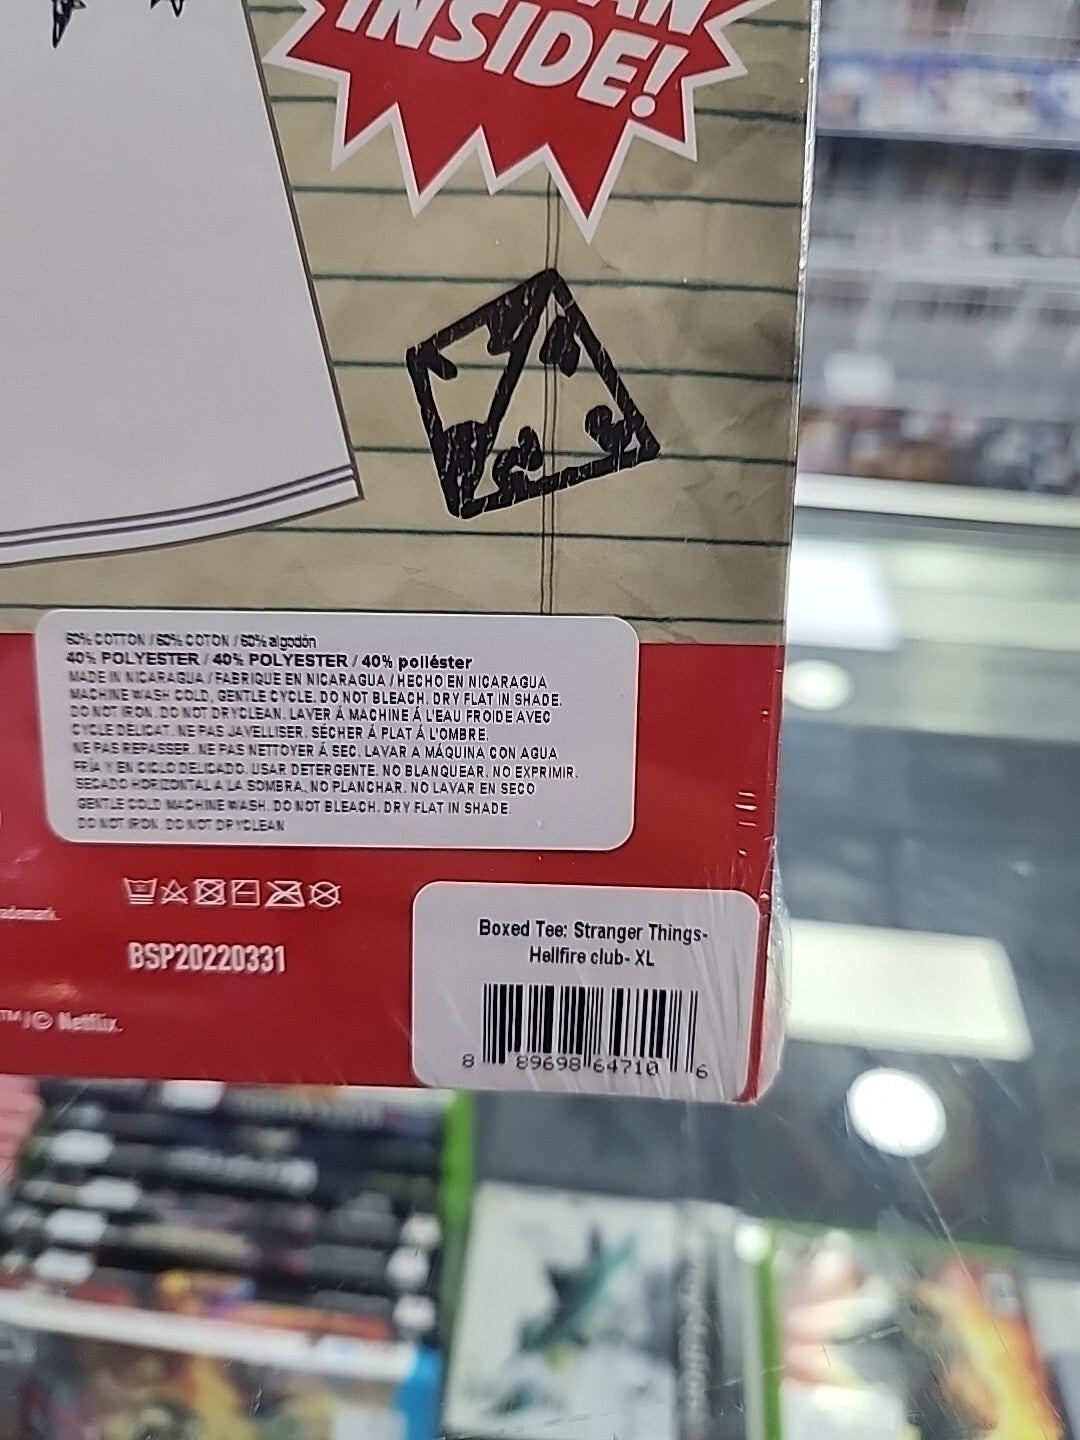 INSIDE!
60% COTTON / 60% COTON / 60% algodón
40% POLYESTER / 40% POLYESTER / 40% poliéster
MADE IN NICARAGUA / FABRIQUE EN NICARAGUA / HECHO EN NICARAGUA
MACHINE WASH COLD, GENTLE CYCLE. DO NOT BLEACH. DRY FLAT IN SHADE.
DO NOT IRON. DO NOT DRYCLEAN. LAVER Á MACHINE Á L'EAU FROIDE AVEC
CYCLE DÉLICAT. NE PAS JAVELLISER. SÉCHER Á PLAT Á L'OMBRE.
NE PAS REPASSER. NE PAS NETTOYER Á SEC. LAVAR A MÁQUINA CON AGUA
FRÍA Y EN CICLO DELICADO. USAR DETERGENTE. NO BLANQUEAR. NO EXPRIMIR.
SECADO HORIZONTAL A LA SOMBRA, NO PLANCHAR. NO LAVAR EN SECO
GENTLE COLD MACHINE WASH. DO NOT BLEACH. DRY FLAT IN SHADE.
DO NOT IRON. DO NOT DRYCLEAN
BSP20220331
TM/© Netflix.
Boxed Tee: Stranger Things-
Hellfire club- XL
8 89698 64710 6